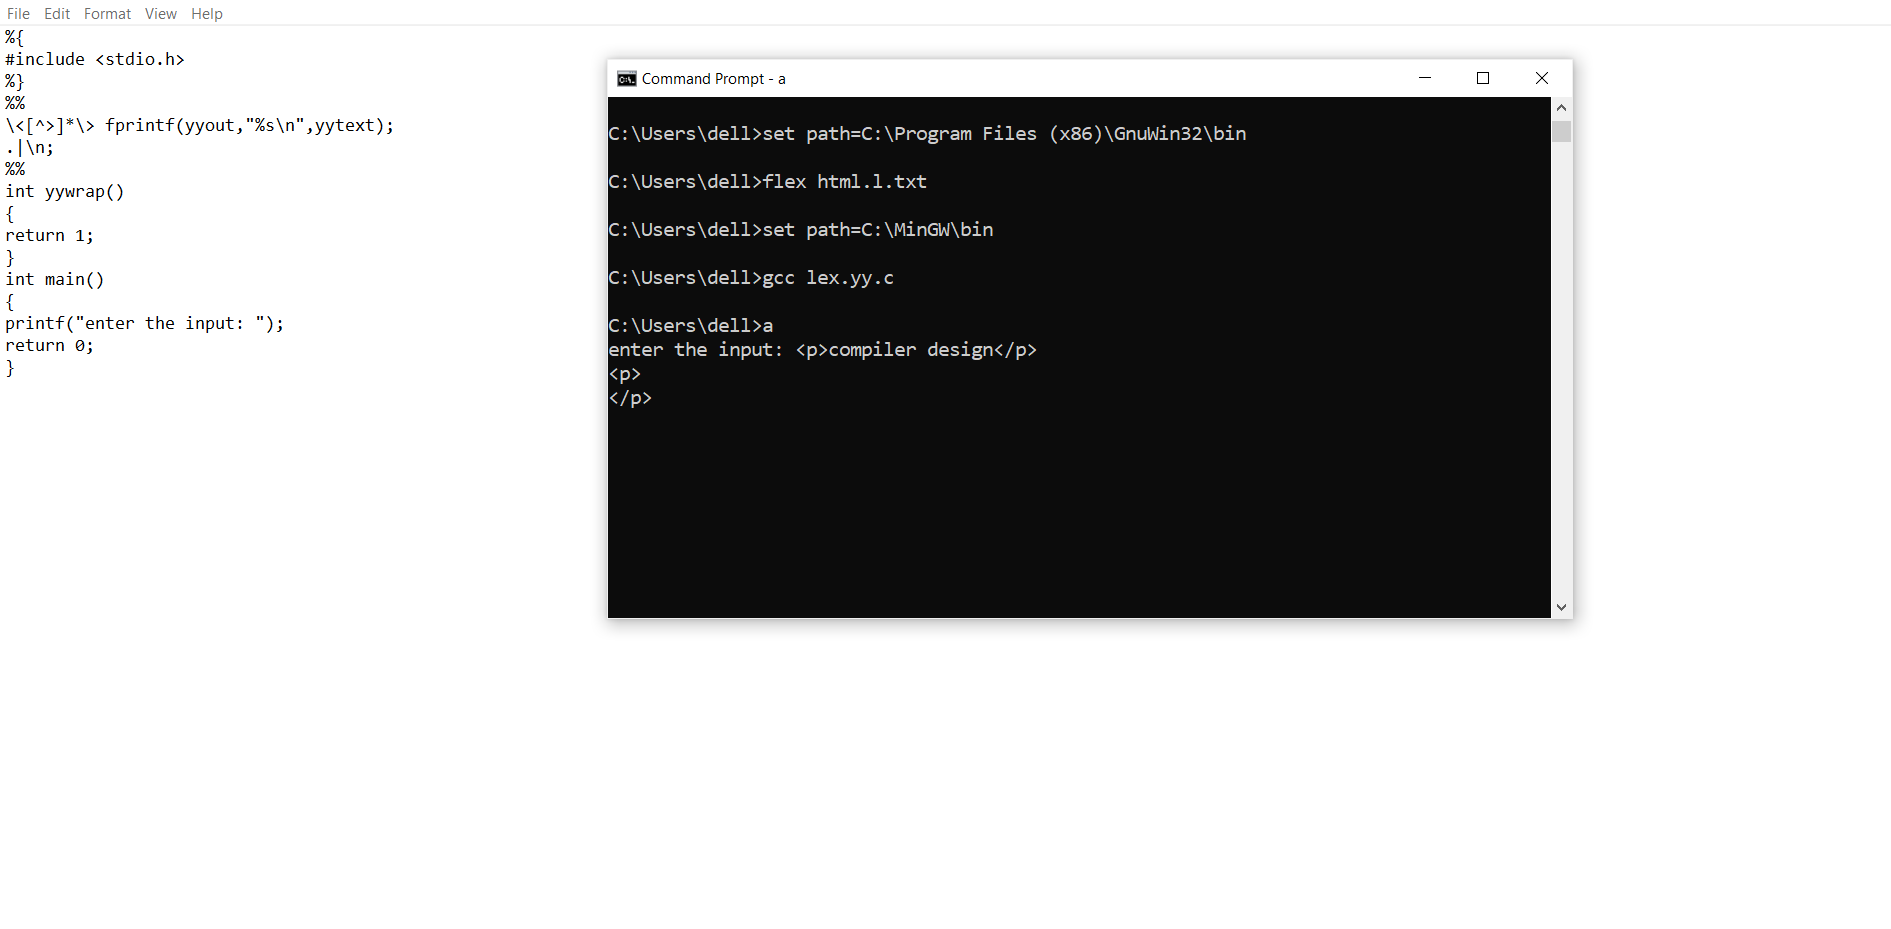 File Edit Format View Help
%{
#include <stdio.h>
%}
%%
\<[^>]*\> fprintf(yyout,"%s\n",yytext);
.|\n;
%%
int yywrap()
{
return 1;
}
int main()
{
printf("enter the input: ");
return 0;
}
Command Prompt - a
C:\Users\dell>set path=C:\Program Files (x86)\GnuWin32\bin
C:\Users\dell>flex html.l.txt
C:\Users\dell>set path=C:\MinGW\bin
C:\Users\dell>gcc lex.yy.c
C:\Users\dell>a
enter the input: <p>compiler design</p>
<p>
</p>